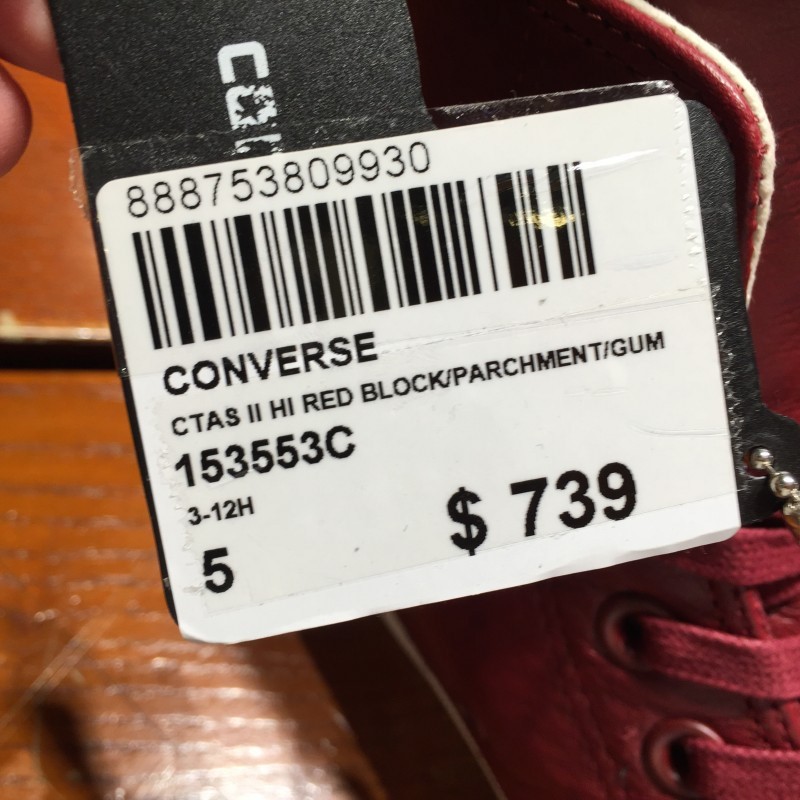 888753809930
CONVERSE
CTAS II HI RED BLOCK/PARCHMENT/GUM
153553C
3-12H
$ 739
5